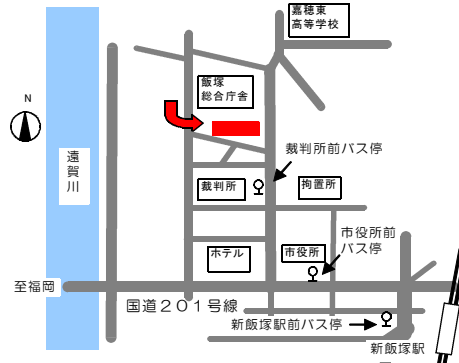 嘉穂東
高等学校
N
飯塚
総合庁舎
遠賀川
裁判所前バス停
裁判所
拘置所
市役所前
バス停
ホテル
市役所
至福岡
国道２０１号線
新飯塚駅前バス停
新飯塚駅